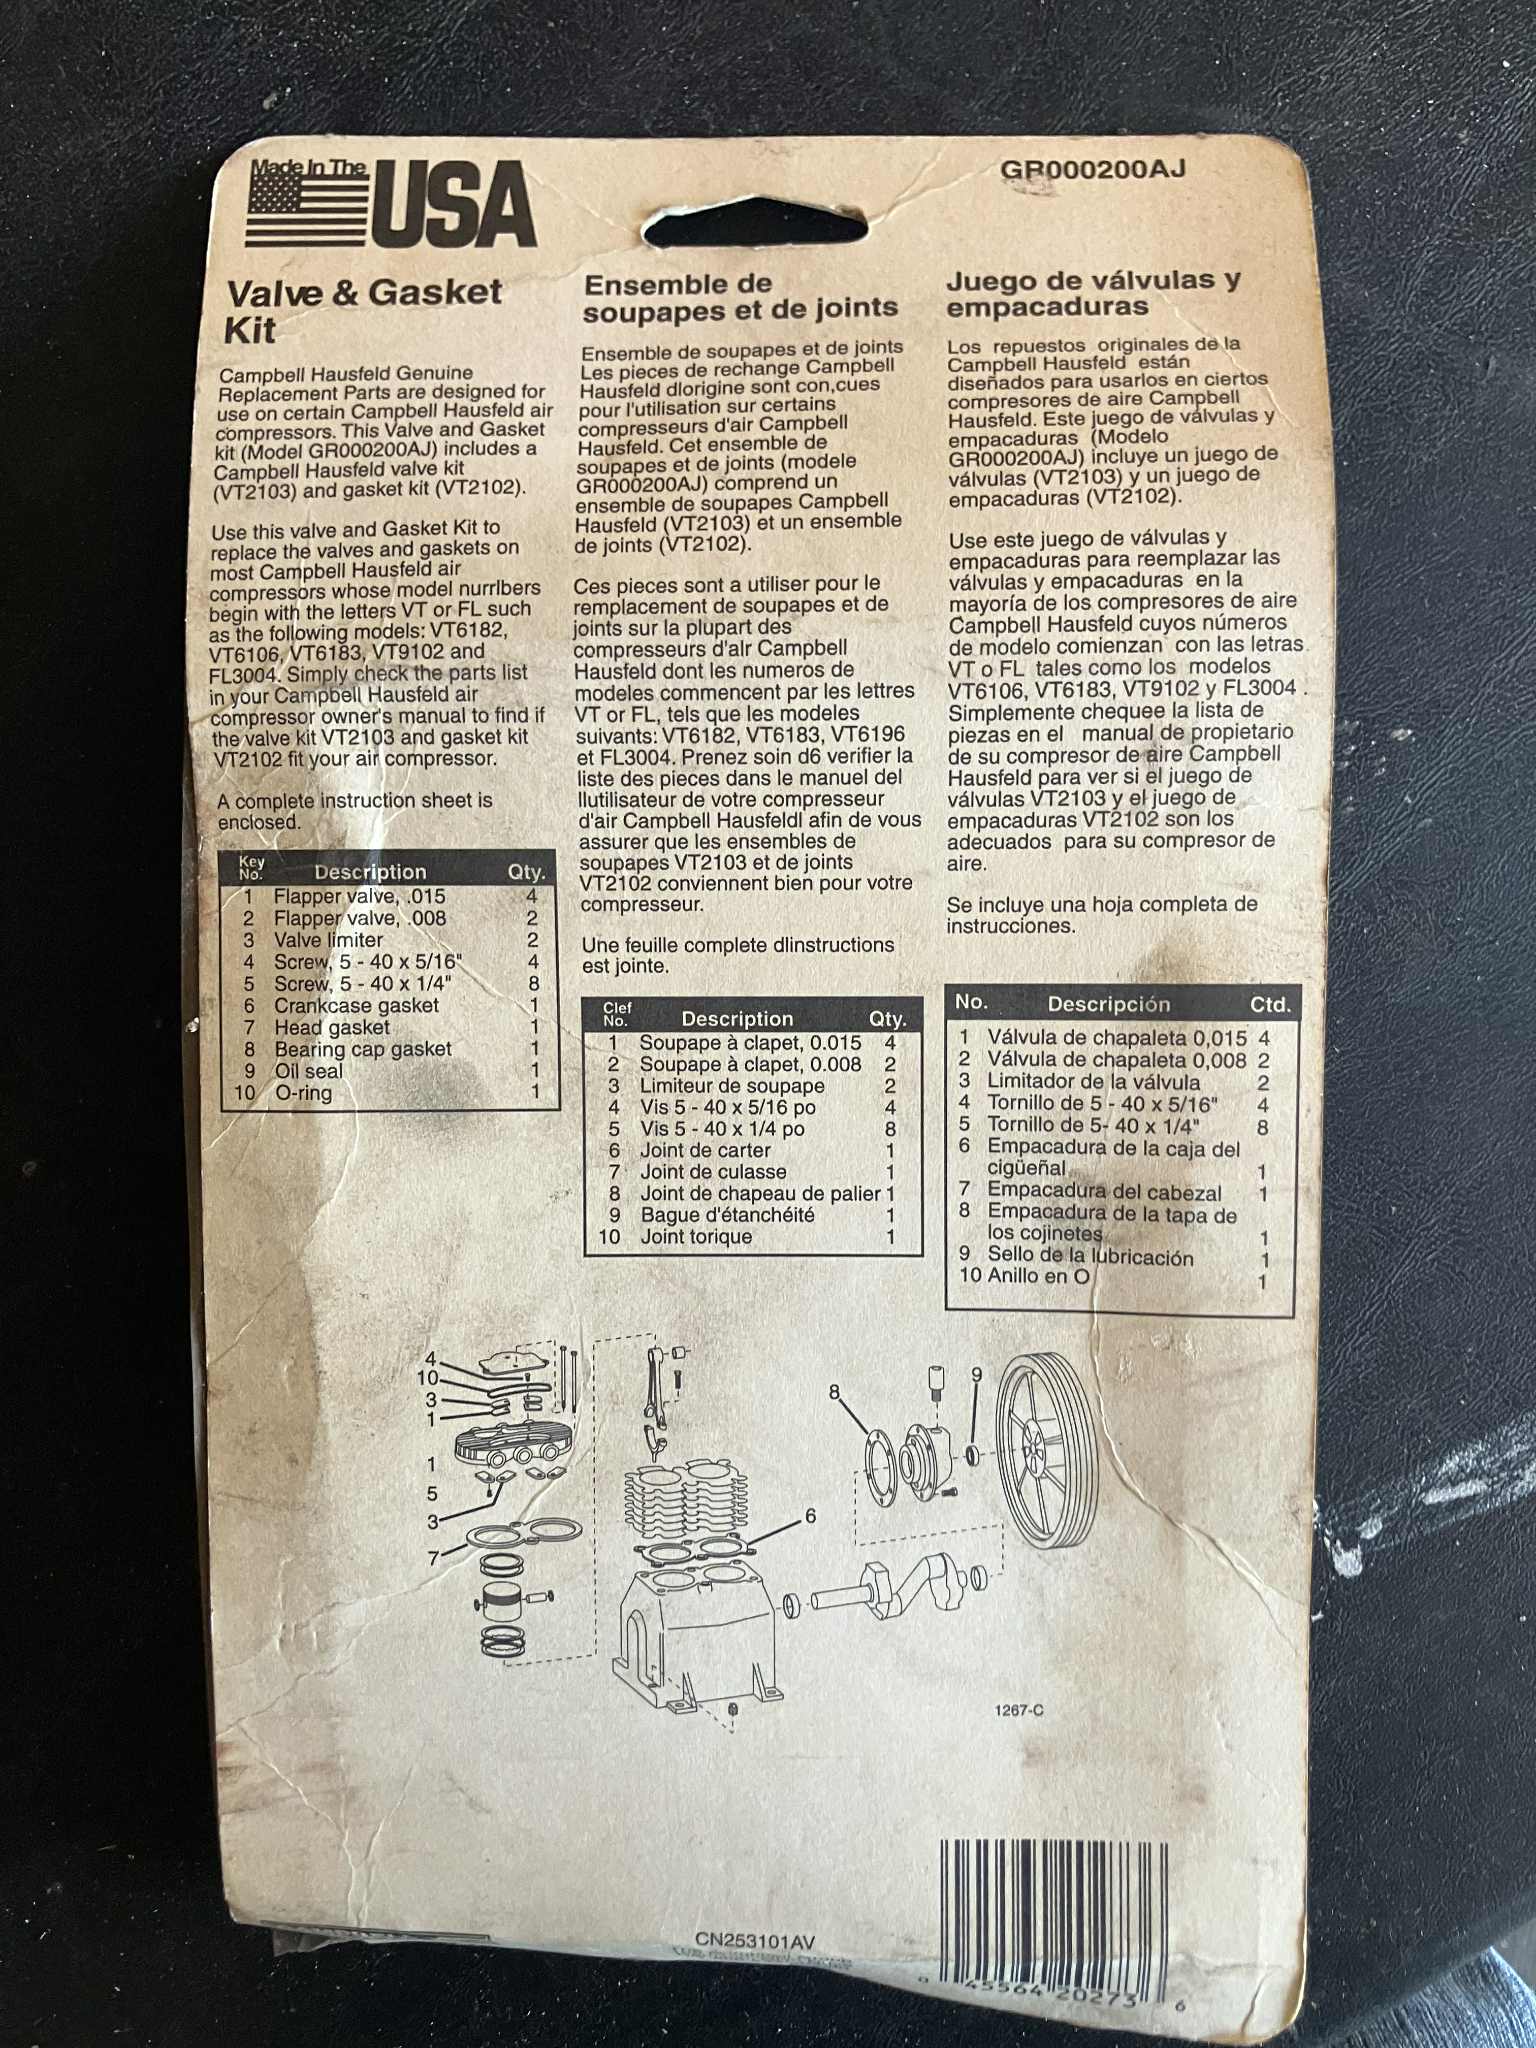 Made In The
USA
GR000200AJ
Valve & Gasket
Kit
Campbell Hausfeld Genuine
Replacement Parts are designed for
use on certain Campbell Hausfeld air
compressors. This Valve and Gasket
kit (Model GR000200AJ) includes a
Campbell Hausfeld valve kit
(VT2103) and gasket kit (VT2102).
Use this valve and Gasket Kit to
replace the valves and gaskets on
most Campbell Hausfeld air
compressors whose model nurrlbers
begin with the letters VT or FL such
as the following models: VT6182,
VT6106, VT6183, VT9102 and
FL3004. Simply check the parts list
in your Campbell Hausfeld air
compressor owner's manual to find if
the valve kit VT2103 and gasket kit
VT2102 fit your air compressor.
A complete instruction sheet is
enclosed.
Key No. Description Qty.
1 Flapper valve, .015 4
2 Flapper valve, .008 2
3 Valve limiter 2
4 Screw, 5 - 40 x 5/16" 4
5 Screw, 5 - 40 x 1/4" 8
6 Crankcase gasket 1
7 Head gasket 1
8 Bearing cap gasket 1
9 Oil seal 1
10 O-ring 1
Ensemble de
soupapes et de joints
Ensemble de soupapes et de joints
Les pieces de rechange Campbell
Hausfeld dlorigine sont con,cues
pour l'utilisation sur certains
compresseurs d'air Campbell
Hausfeld. Cet ensemble de
soupapes et de joints (modele
GR000200AJ) comprend un
ensemble de soupapes Campbell
Hausfeld (VT2103) et un ensemble
de joints (VT2102).
Ces pieces sont a utiliser pour le
remplacement de soupapes et de
joints sur la plupart des
compresseurs d'alr Campbell
Hausfeld dont les numeros de
modeles commencent par les lettres
VT or FL, tels que les modeles
suivants: VT6182, VT6183, VT6196
et FL3004. Prenez soin d6 verifier la
liste des pieces dans le manuel del
llutilisateur de votre compresseur
d'air Campbell Hausfeldl afin de vous
assurer que les ensembles de
soupapes VT2103 et de joints
VT2102 conviennent bien pour votre
compresseur.
Une feuille complete dlinstructions
est jointe.
Clef No. Description Qty.
1 Soupape à clapet, 0.015 4
2 Soupape à clapet, 0.008 2
3 Limiteur de soupape 2
4 Vis 5 - 40 x 5/16 po 4
5 Vis 5 - 40 x 1/4 po 8
6 Joint de carter 1
7 Joint de culasse 1
8 Joint de chapeau de palier 1
9 Bague d'étanchéité 1
10 Joint torique 1
Juego de válvulas y
empacaduras
Los repuestos originales de la
Campbell Hausfeld están
diseñados para usarlos en ciertos
compresores de aire Campbell
Hausfeld. Este juego de válvulas y
empacaduras (Modelo
GR000200AJ) incluye un juego de
válvulas (VT2103) y un juego de
empacaduras (VT2102).
Use este juego de válvulas y
empacaduras para reemplazar las
válvulas y empacaduras en la
mayoría de los compresores de aire
Campbell Hausfeld cuyos números
de modelo comienzan con las letras
VT o FL tales como los modelos
VT6106, VT6183, VT9102 y FL3004 .
Simplemente chequee la lista de
piezas en el manual de propietario
de su compresor de aire Campbell
Hausfeld para ver si el juego de
válvulas VT2103 y el juego de
empacaduras VT2102 son los
adecuados para su compresor de
aire.
Se incluye una hoja completa de
instrucciones.
No. Descripción Ctd.
1 Válvula de chapaleta 0,015 4
2 Válvula de chapaleta 0,008 2
3 Limitador de la válvula 2
4 Tornillo de 5 - 40 x 5/16" 4
5 Tornillo de 5- 40 x 1/4" 8
6 Empacadura de la caja del
cigüeñal 1
7 Empacadura del cabezal 1
8 Empacadura de la tapa de
los cojinetes 1
9 Sello de la lubricación 1
10 Anillo en O 1
4
10
3
1
1
5
3
7
6
8
9
1267-C
CN253101AV
0 45564 20273 6